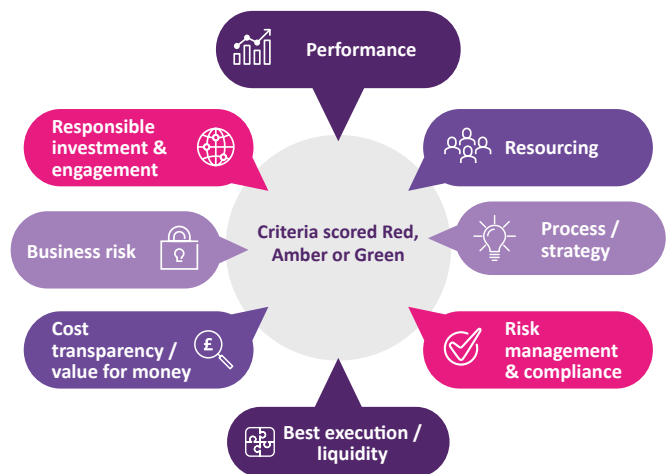 Performance
Responsible
investment &
engagement
Resourcing
Criteria scored Red,
Amber or Green
Business risk
Process /
strategy
Cost
transparency /
value for money
£
Risk
management
& compliance
Best execution /
liquidity